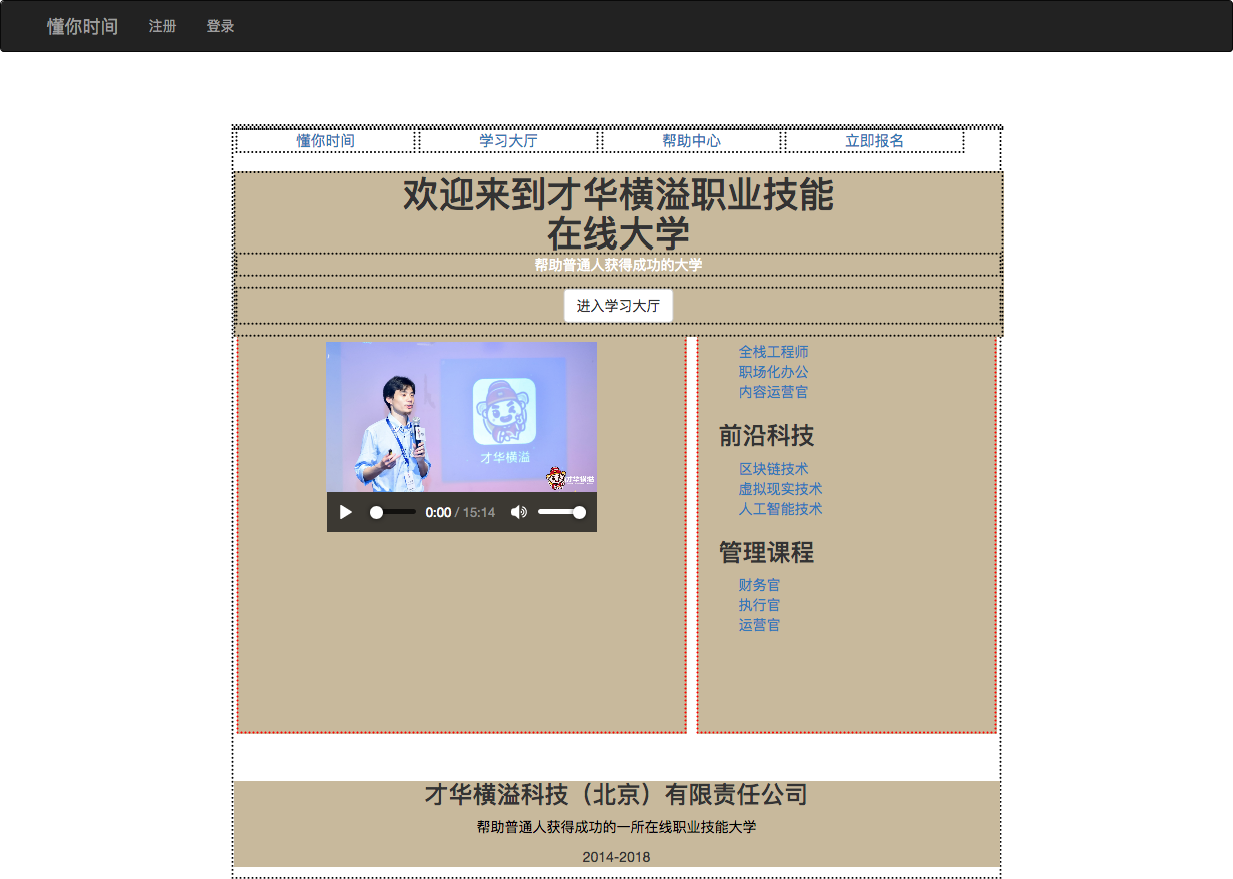 懂你时间 注册 登录
懂你时间 学习大厅 帮助中心 立即报名
欢迎来到才华横溢职业技能
在线大学
帮助普通人获得成功的大学
进入学习大厅
才华横溢
才华横溢
0:00 / 15:14
全栈工程师
职场化办公
内容运营官
前沿科技
区块链技术
虚拟现实技术
人工智能技术
管理课程
财务官
执行官
运营官
才华横溢科技（北京）有限责任公司
帮助普通人获得成功的一所在线职业技能大学
2014-2018